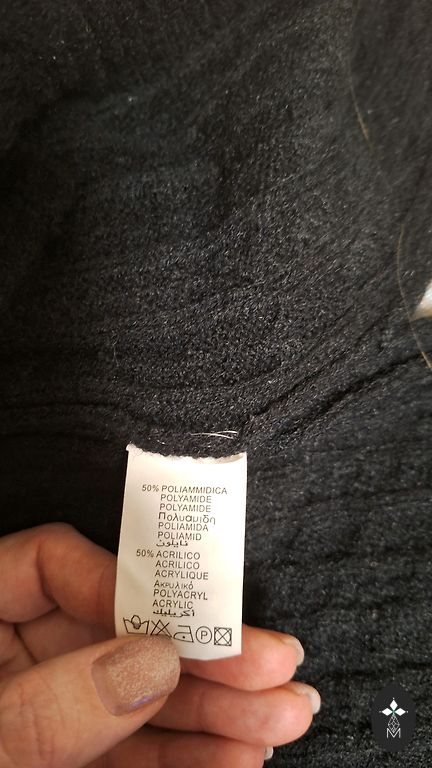 50% POLIAMMIDICA
POLYAMIDE
POLYAMIDE
Πολυαμιδη
POLIAMIDA
POLIAMID
نايلون
50% ACRILICO
ACRILICO
ACRYLIQUE
Ακρυλικό
POLYACRYL
ACRYLIC
أكريليك
P
M